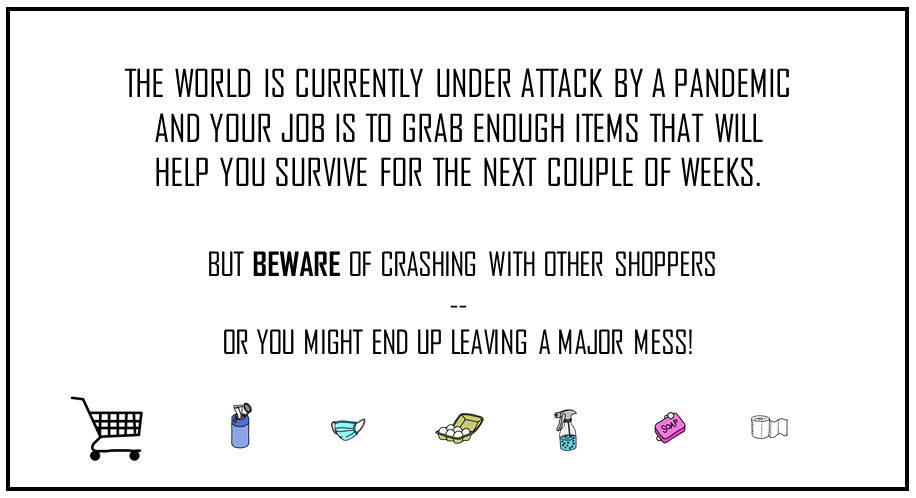 THE WORLD IS CURRENTLY UNDER ATTACK BY A PANDEMIC
AND YOUR JOB IS TO GRAB ENOUGH ITEMS THAT WILL
HELP YOU SURVIVE FOR THE NEXT COUPLE OF WEEKS.
BUT BEWARE OF CRASHING WITH OTHER SHOPPERS
--
OR YOU MIGHT END UP LEAVING A MAJOR MESS!
SOAP